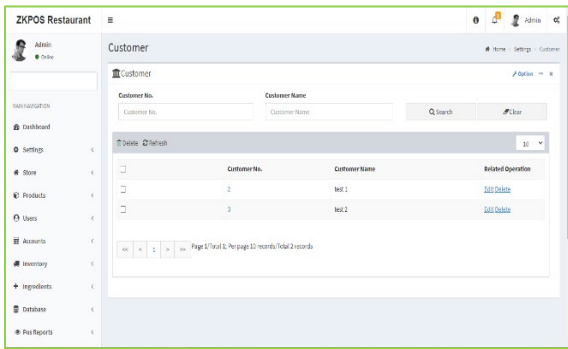 ZKPOS Restaurant
Admin
Admin
Online
Customer
Home > Settings > Customer
Customer
Option
MAIN NAVIGATION
Dashboard
Settings
Store
Products
Users
Accounts
Inventory
Ingredients
Database
Pos Reports
Customer No.
Customer Name
Customer No.
Customer Name
Search
Clear
Delete Refresh
10
Customer No.
Customer Name
Related Operation
2
test 1
Edit Delete
3
test 2
Edit Delete
<< < 1 > >> Page 1/Total 1; Per page 10 records/Total 2 records